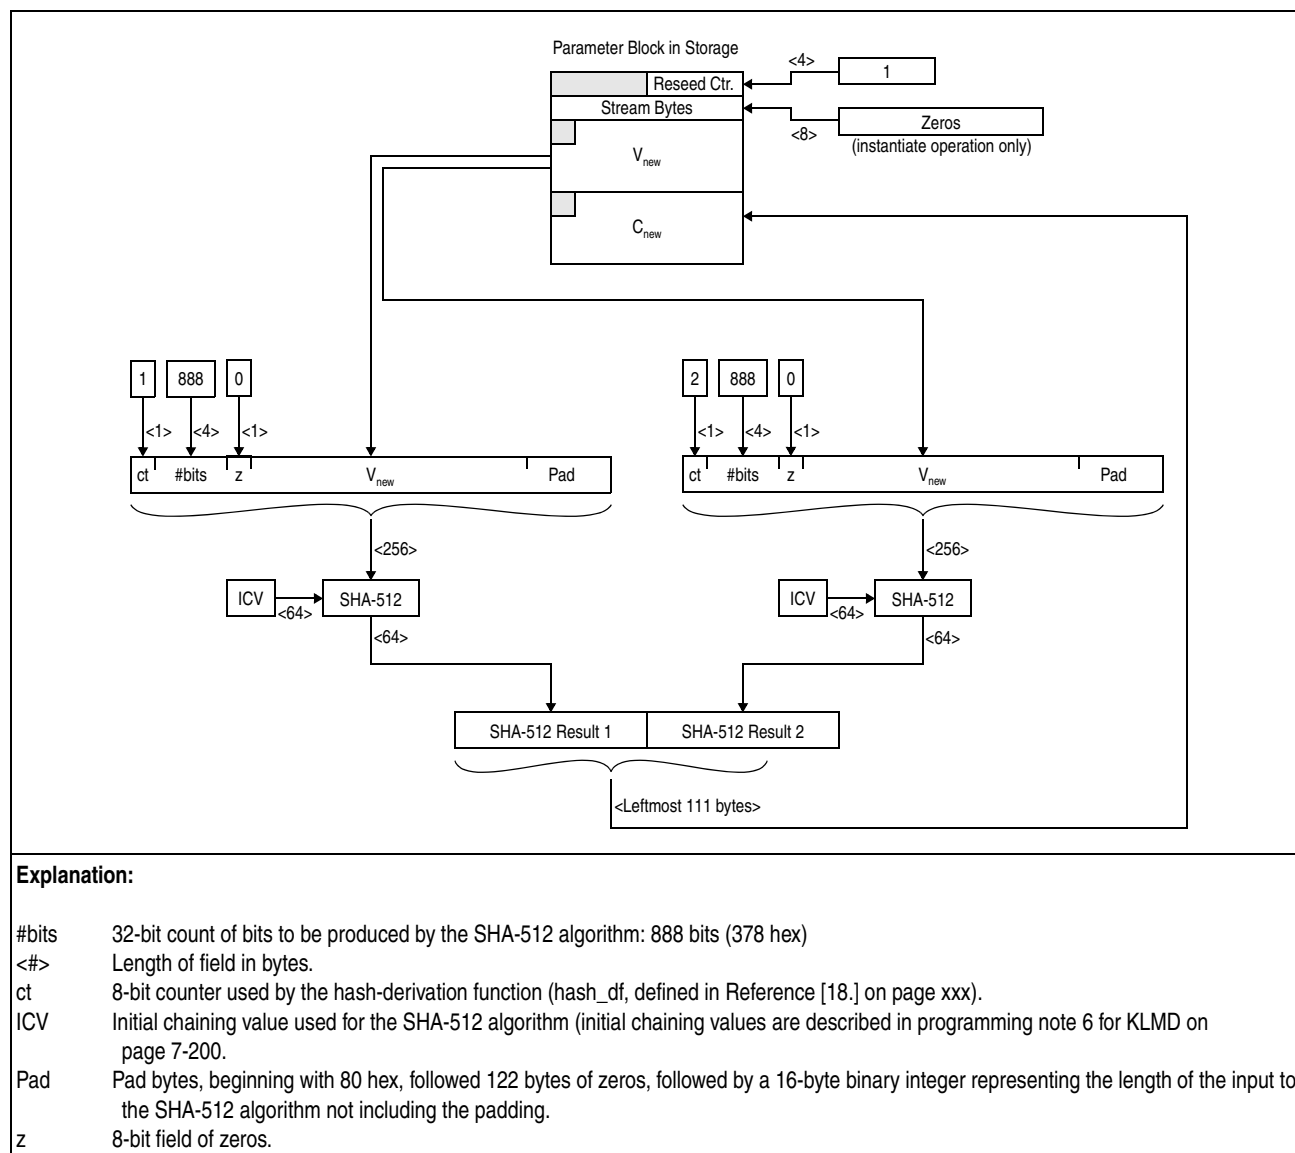 Parameter Block in Storage
<4>
1
Reseed Ctr.
Stream Bytes
<8>
Zeros
(instantiate operation only)
Vnew
Cnew
1 888 0
2 888 0
<1> <4> <1>
<1> <4> <1>
ct #bits z Vnew Pad
ct #bits z Vnew Pad
<256>
<256>
ICV <64> SHA-512
ICV <64> SHA-512
<64>
<64>
SHA-512 Result 1 SHA-512 Result 2
<Leftmost 111 bytes>
Explanation:
#bits 32-bit count of bits to be produced by the SHA-512 algorithm: 888 bits (378 hex)
<#> Length of field in bytes.
ct 8-bit counter used by the hash-derivation function (hash_df, defined in Reference [18.] on page xxx).
ICV Initial chaining value used for the SHA-512 algorithm (initial chaining values are described in programming note 6 for KLMD on
page 7-200.
Pad Pad bytes, beginning with 80 hex, followed 122 bytes of zeros, followed by a 16-byte binary integer representing the length of the input to
the SHA-512 algorithm not including the padding.
z 8-bit field of zeros.